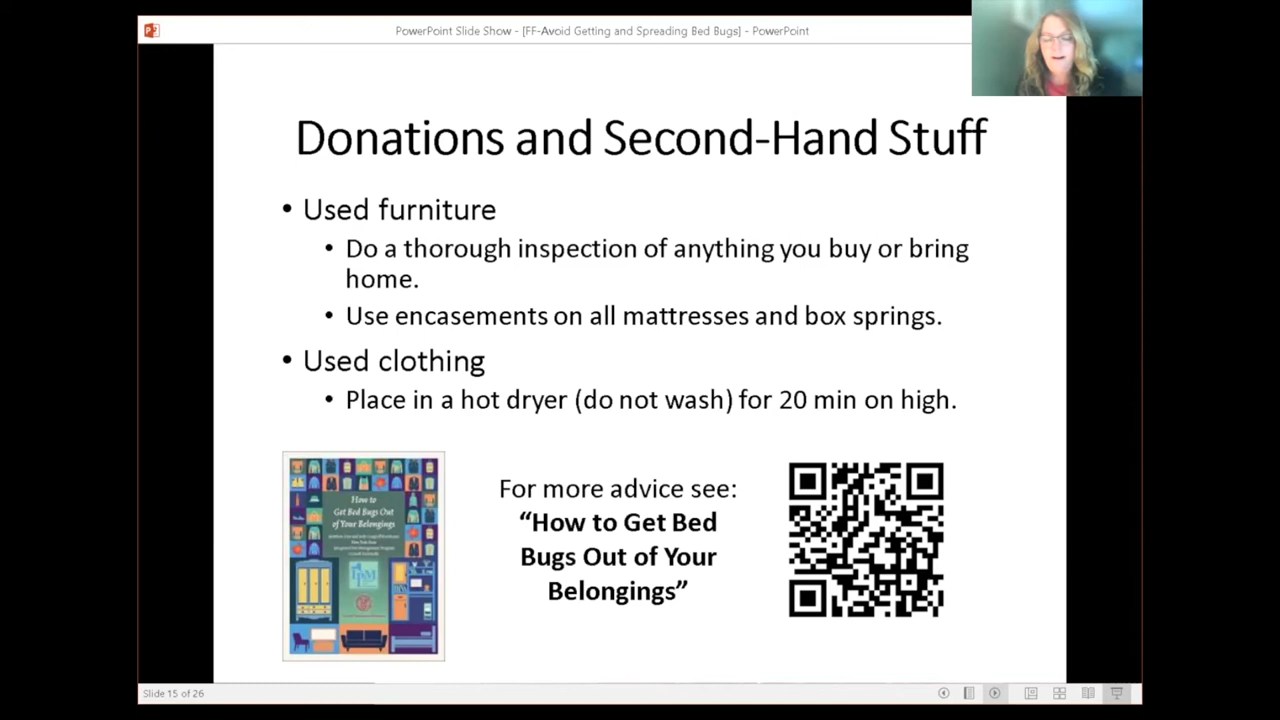 PowerPoint Slide Show - [FF-Avoid Getting and Spreading Bed Bugs] - PowerPoint
Donations and Second-Hand Stuff
• Used furniture
• Do a thorough inspection of anything you buy or bring
home.
• Use encasements on all mattresses and box springs.
• Used clothing
• Place in a hot dryer (do not wash) for 20 min on high.
How to
Get Bed Bugs Out
of Your Belongings
For more advice see:
“How to Get Bed
Bugs Out of Your
Belongings”
Slide 15 of 26